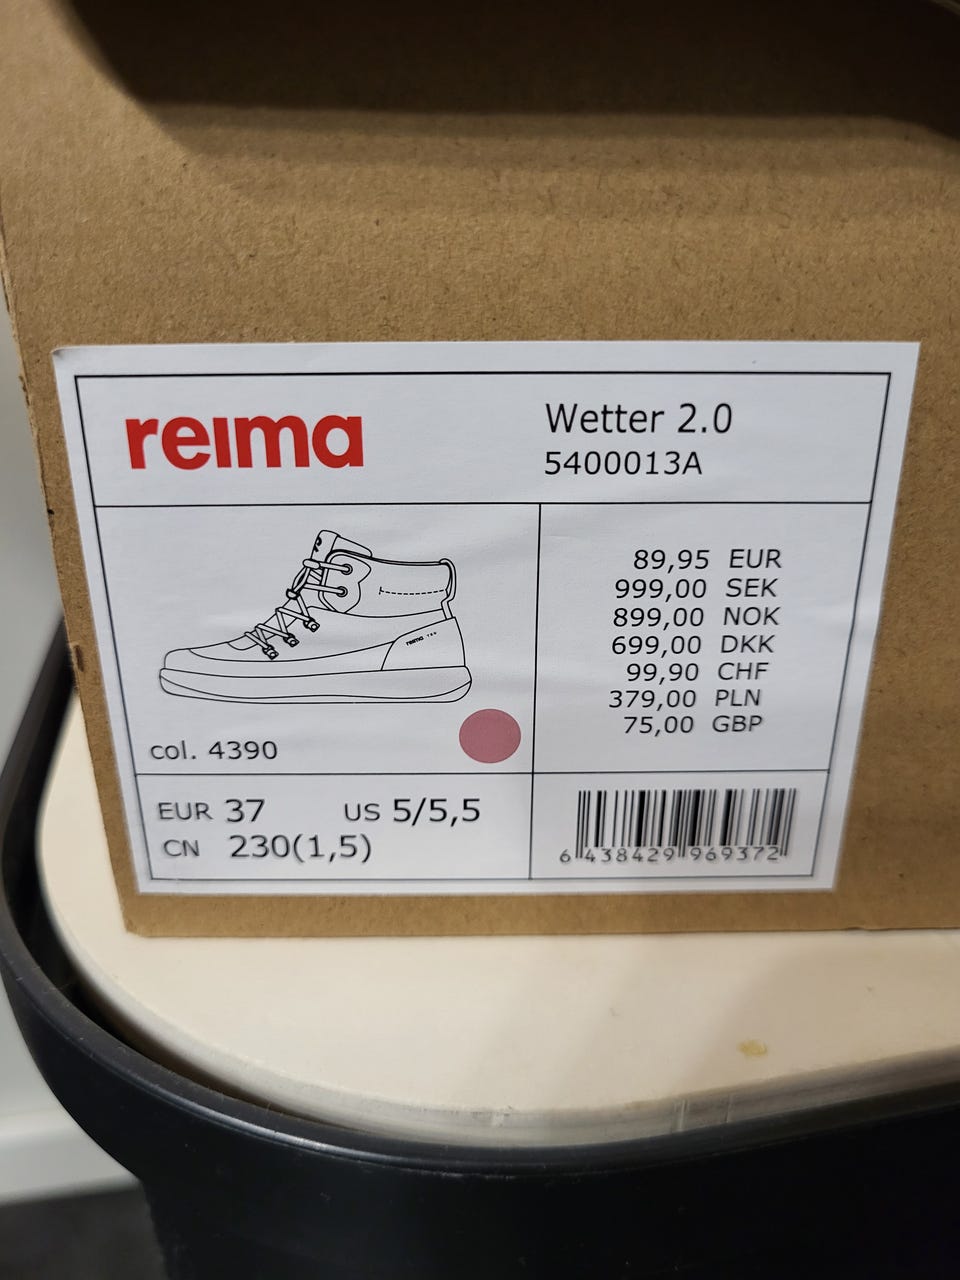 reima
Wetter 2.0
5400013A
reima
col. 4390
89,95 EUR
999,00 SEK
899,00 NOK
699,00 DKK
99,90 CHF
379,00 PLN
75,00 GBP
EUR 37 US 5/5,5
CN 230(1,5)
6 438429 969372